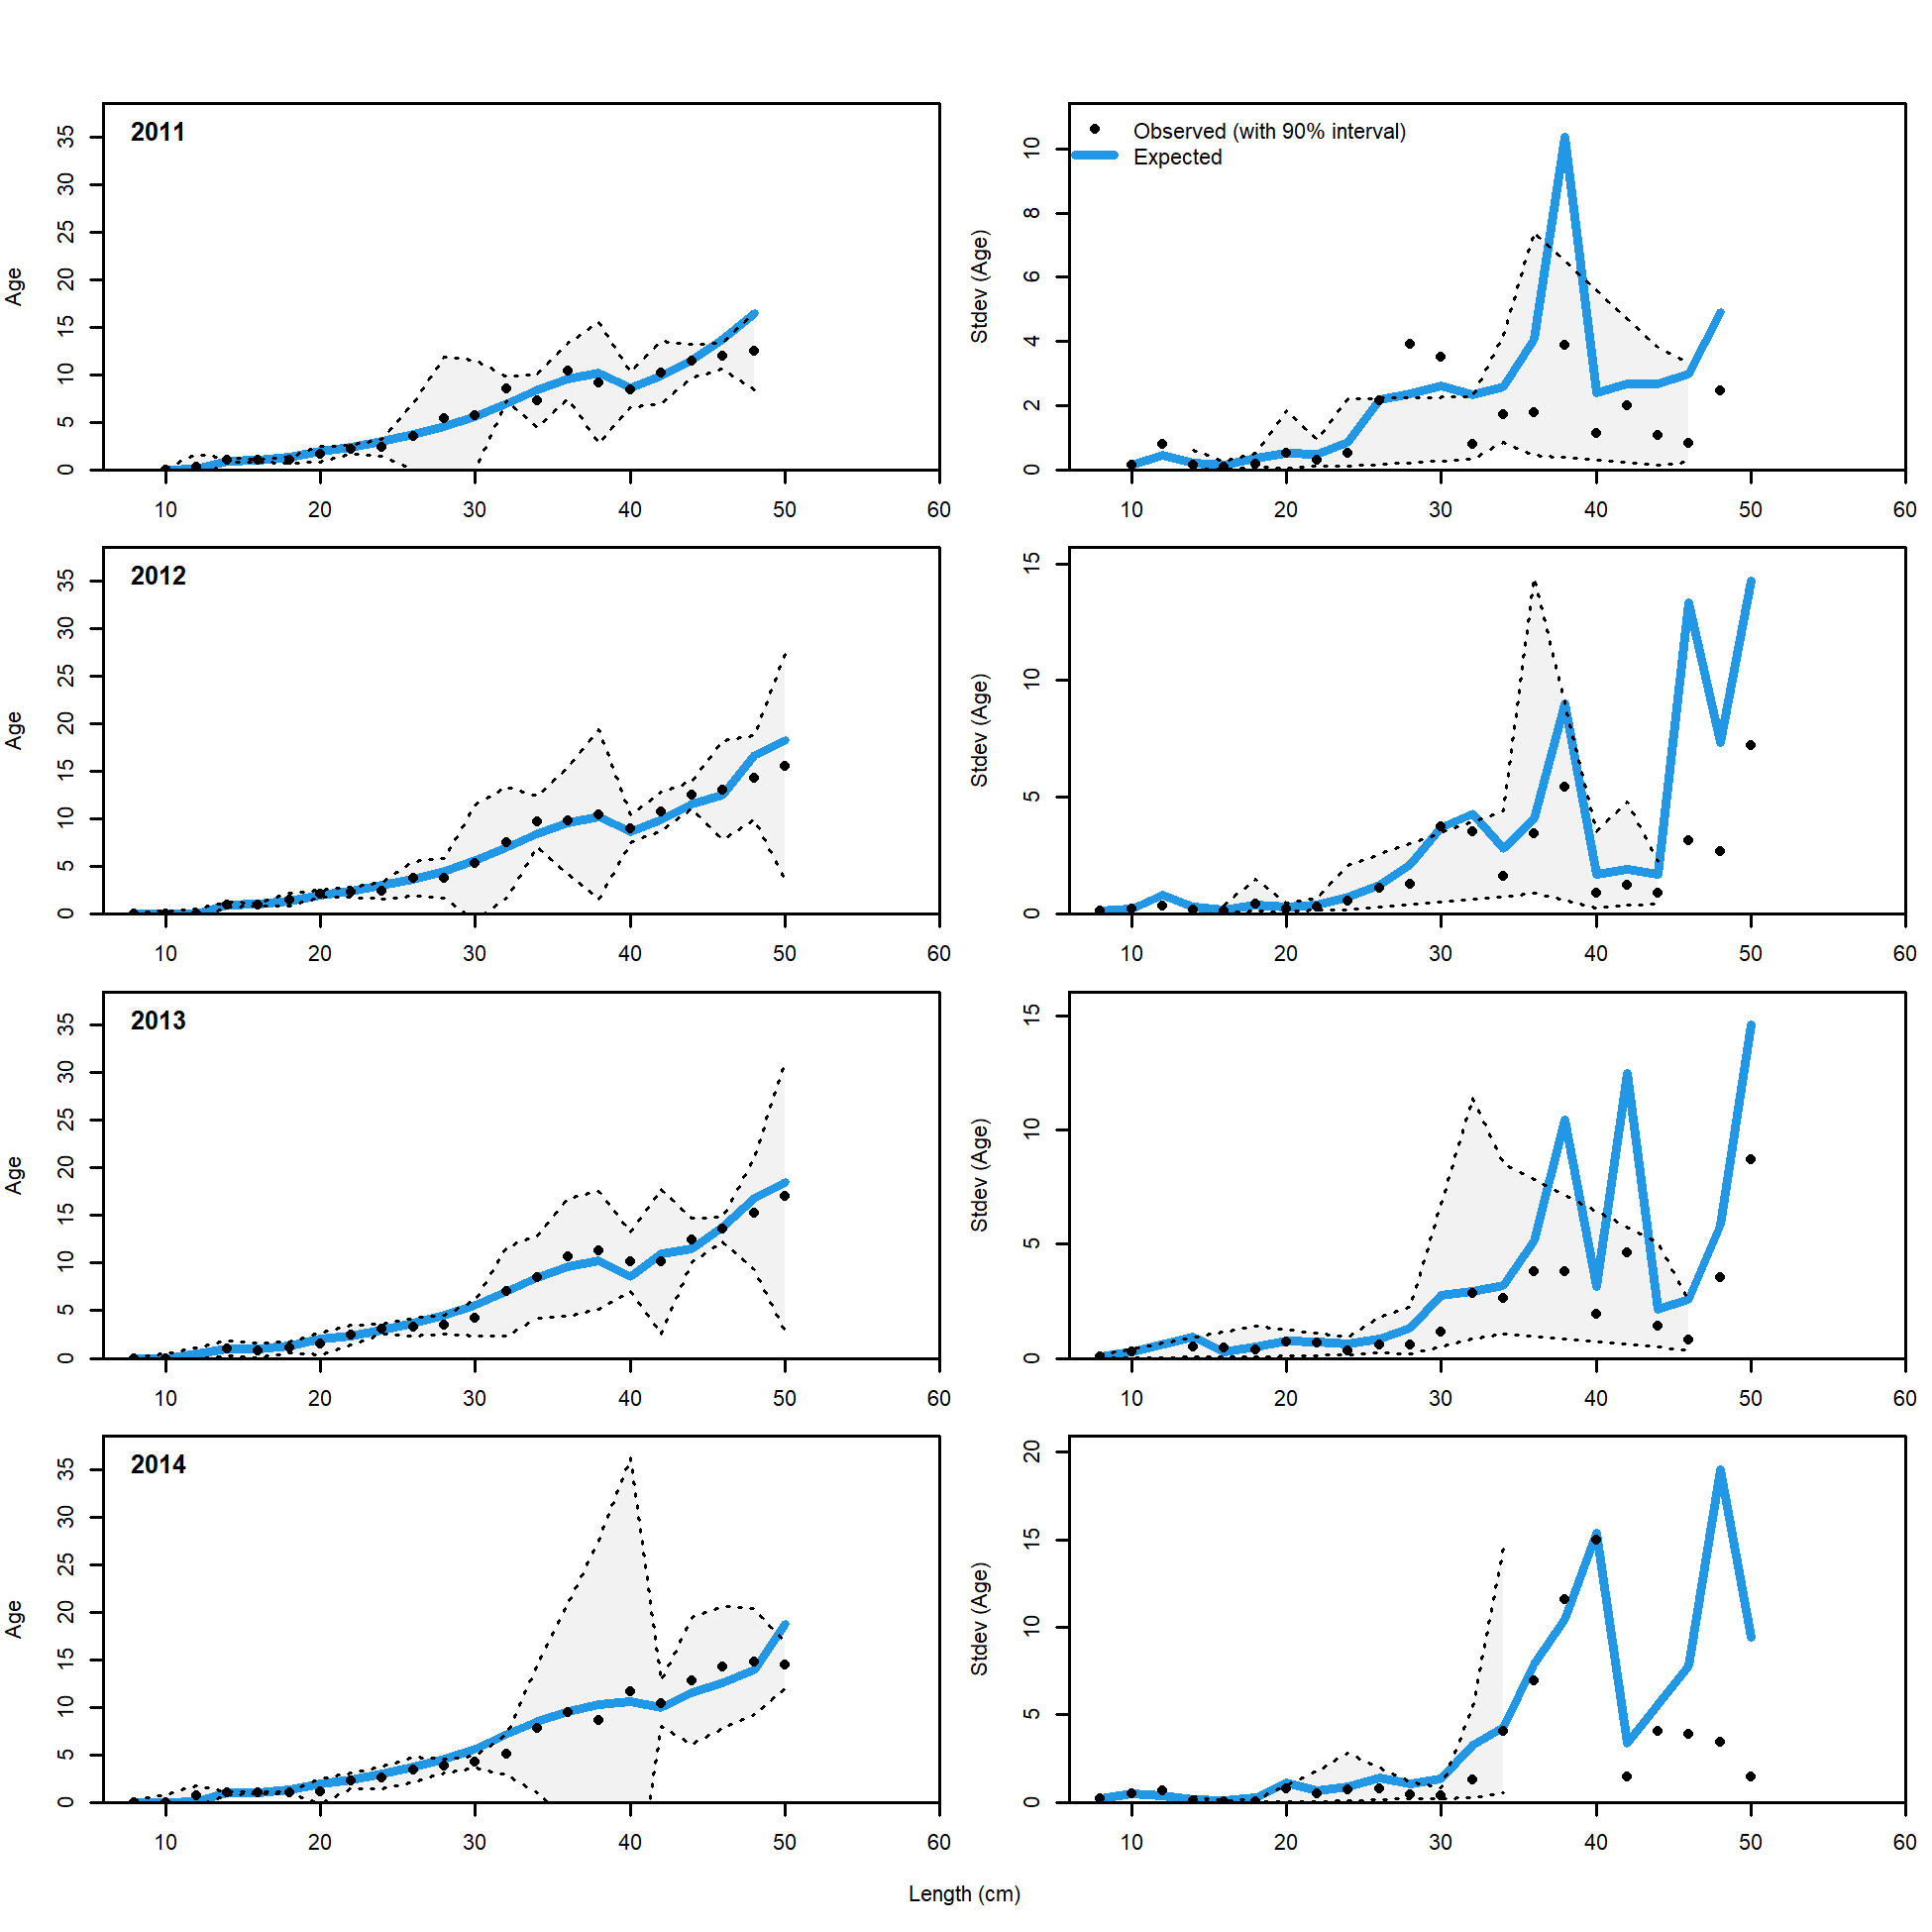 2011
Age
0 5 10 15 20 25 30 35
10 20 30 40 50 60
Observed (with 90% interval)
Expected
Stdev (Age)
0 2 4 6 8 10
10 20 30 40 50 60
2012
Age
0 5 10 15 20 25 30 35
10 20 30 40 50 60
Stdev (Age)
0 5 10 15
10 20 30 40 50 60
2013
Age
0 5 10 15 20 25 30 35
10 20 30 40 50 60
Stdev (Age)
0 5 10 15
10 20 30 40 50 60
2014
Age
0 5 10 15 20 25 30 35
10 20 30 40 50 60
Stdev (Age)
0 5 10 15 20
10 20 30 40 50 60
Length (cm)